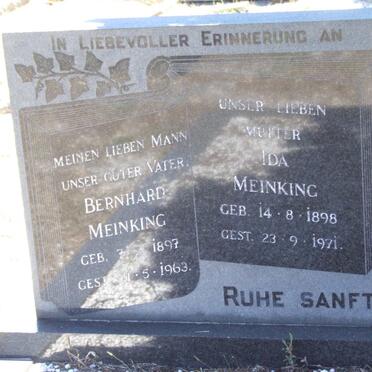 IN LIEBEVOLLER ERINNERUNG AN
MEINEN LIEBEN MANN
UNSER GUTER VATER
BERNHARD
MEINKING
GEB. 1897
GEST 5·1963.
UNSER LIEBEN
MUTTER
IDA
MEINKING
GEB. 14·8·1898
GEST. 23·9·1971.
RUHE SANFT